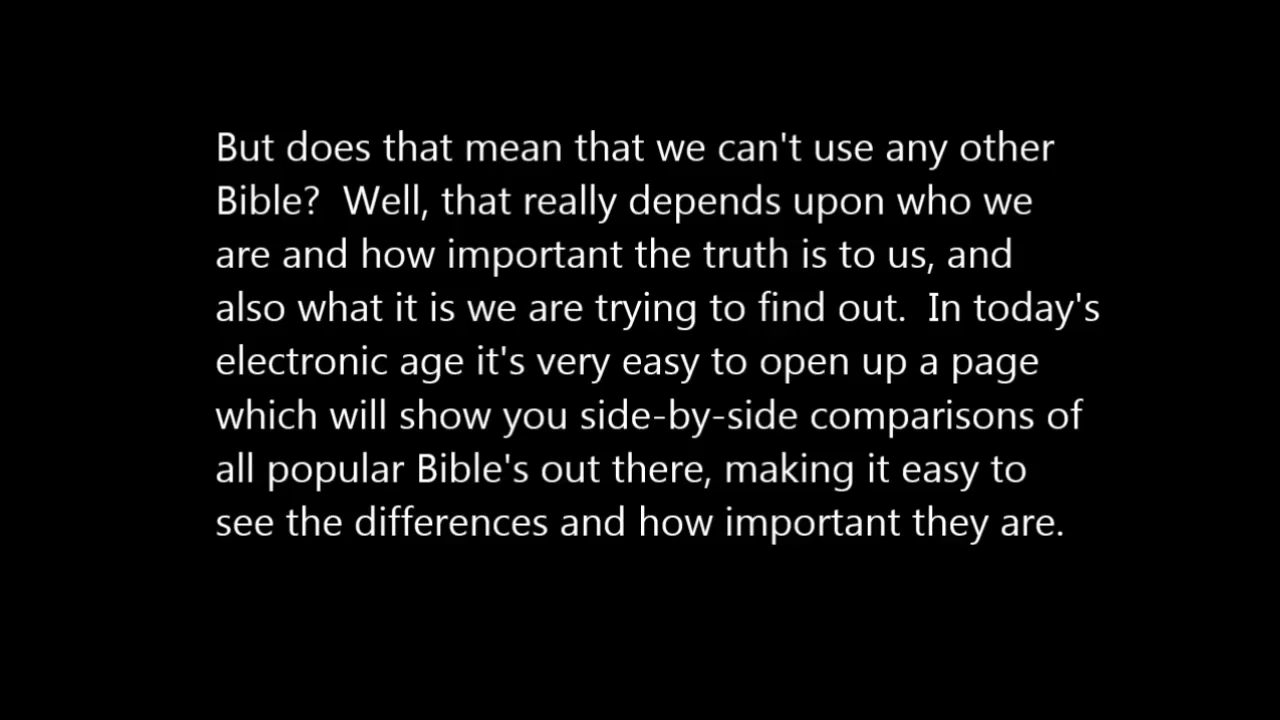 But does that mean that we can't use any other
Bible?  Well, that really depends upon who we
are and how important the truth is to us, and
also what it is we are trying to find out.  In today's
electronic age it's very easy to open up a page
which will show you side-by-side comparisons of
all popular Bible's out there, making it easy to
see the differences and how important they are.